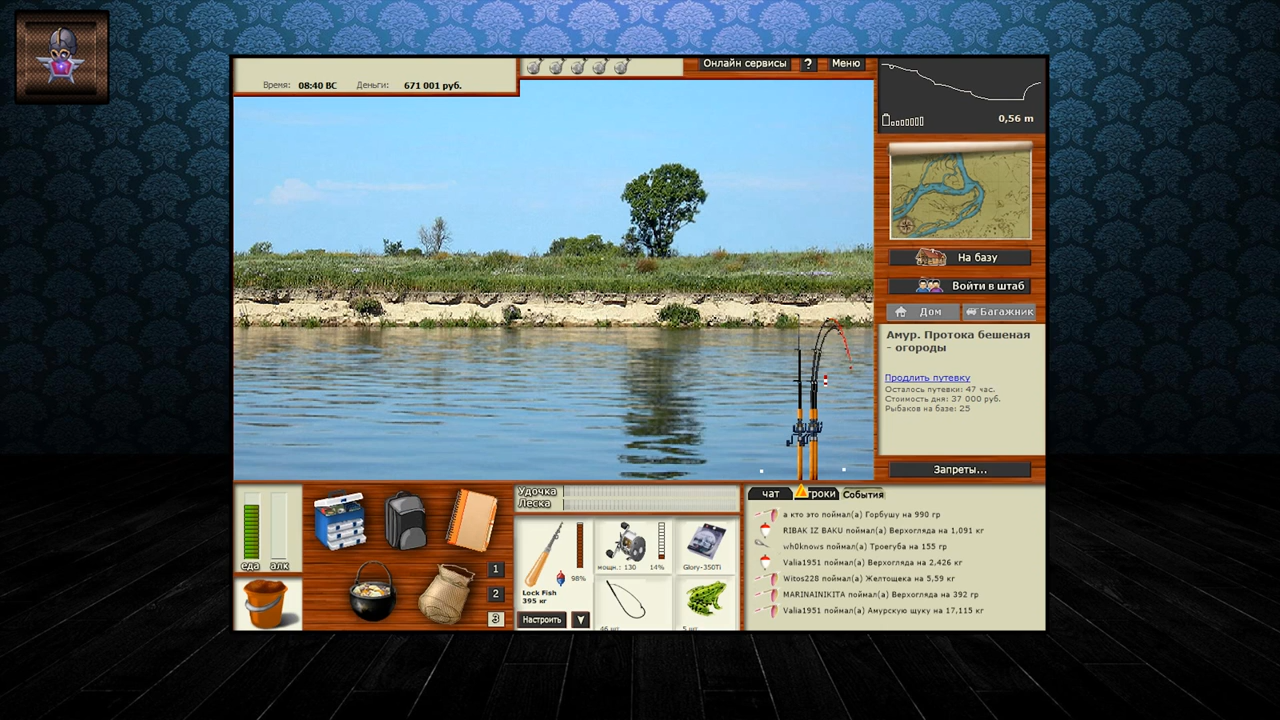 Время: 08:40 ВС Деньги: 671 001 руб.
Онлайн сервисы ? Меню
0,56 m
На базу
Войти в штаб
Дом Багажник
Амур. Протока бешеная
- огороды
Продлить путевку
Осталось путевки: 47 час.
Стоимость дня: 37 000 руб.
Рыбаков на базе: 25
Запреты...
еда алк
1
2
3
Удочка
Леска
98%
Lock Fish
395 кг
Настроить
мощн.: 130 14%
Glory-350Ti
46 шт.
5 шт.
чат гроки События
а кто это поймал(а) Горбушу на 990 гр
RIBAK IZ BAKU поймал(а) Верхогляда на 1,091 кг
wh0knows поймал(а) Троегуба на 155 гр
Valia1951 поймал(а) Верхогляда на 2,426 кг
Witos228 поймал(а) Желтощека на 5,59 кг
MARINAINIKITA поймал(а) Верхогляда на 392 гр
Valia1951 поймал(а) Амурскую щуку на 17,115 кг